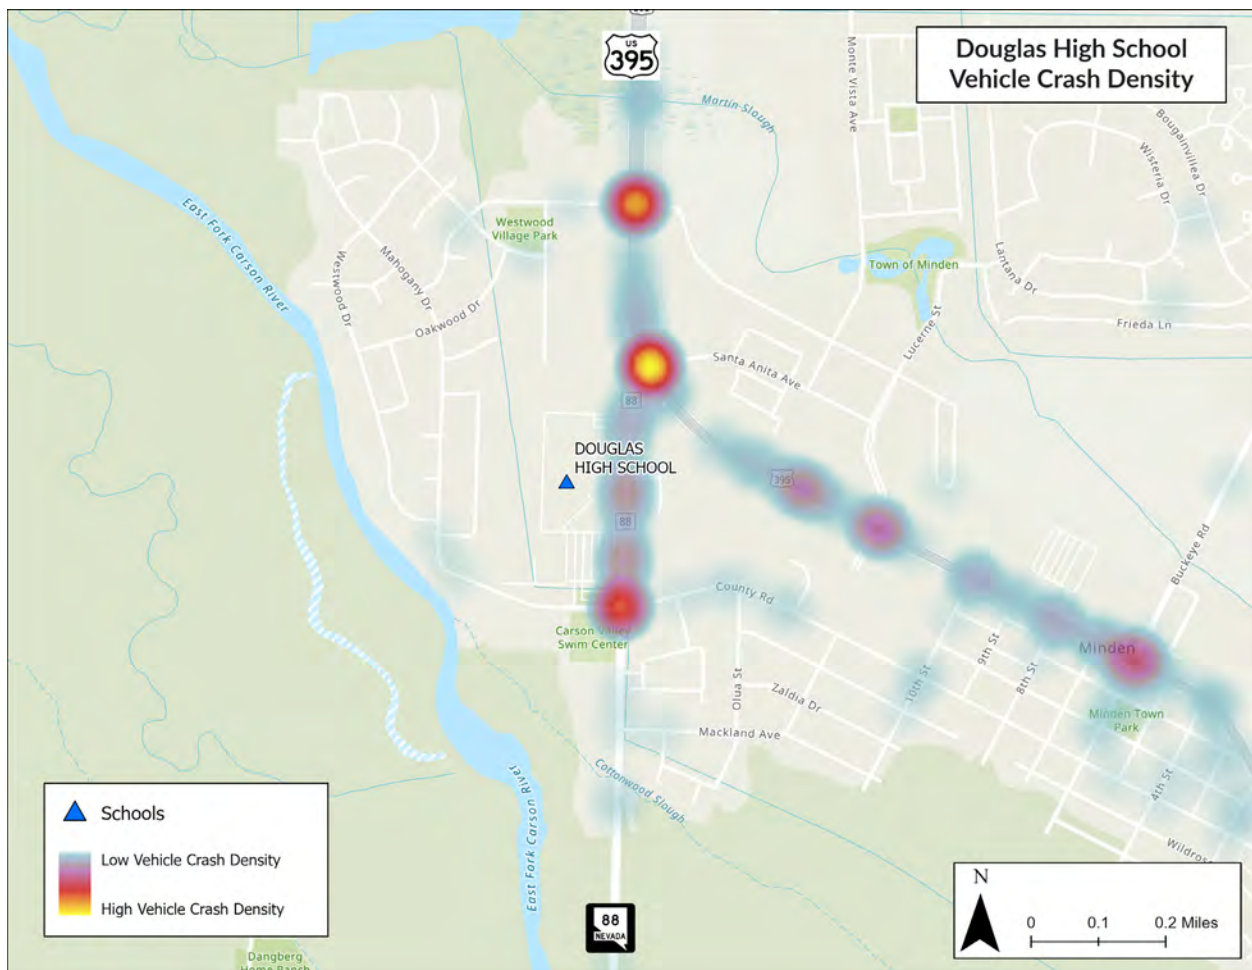 US
395
Douglas High School
Vehicle Crash Density
Martin Slough
Monte Vista Ave
Bougainvillea Dr
Wisteria Dr
East Fork Carson River
Westwood
Village Park
Town of Minden
Lantana Dr
Westwood Dr
Mahogany Dr
Oakwood Dr
Lucerne St
Frieda Ln
Santa Anita Ave
88
DOUGLAS
HIGH SCHOOL
395
88
Buckeye Rd
County Rd
Carson Valley
Swim Center
Olua St
Zaldia Dr
10th St
9th St
8th St
Minden
Minden Town
Park
Mackland Ave
4th St
Cottonwood Slough
East Fork Carson River
Schools
Low Vehicle Crash Density
High Vehicle Crash Density
88
NEVADA
N
0 0.1 0.2 Miles
Dangberg